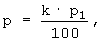 p = k · p₁ / 100 ,